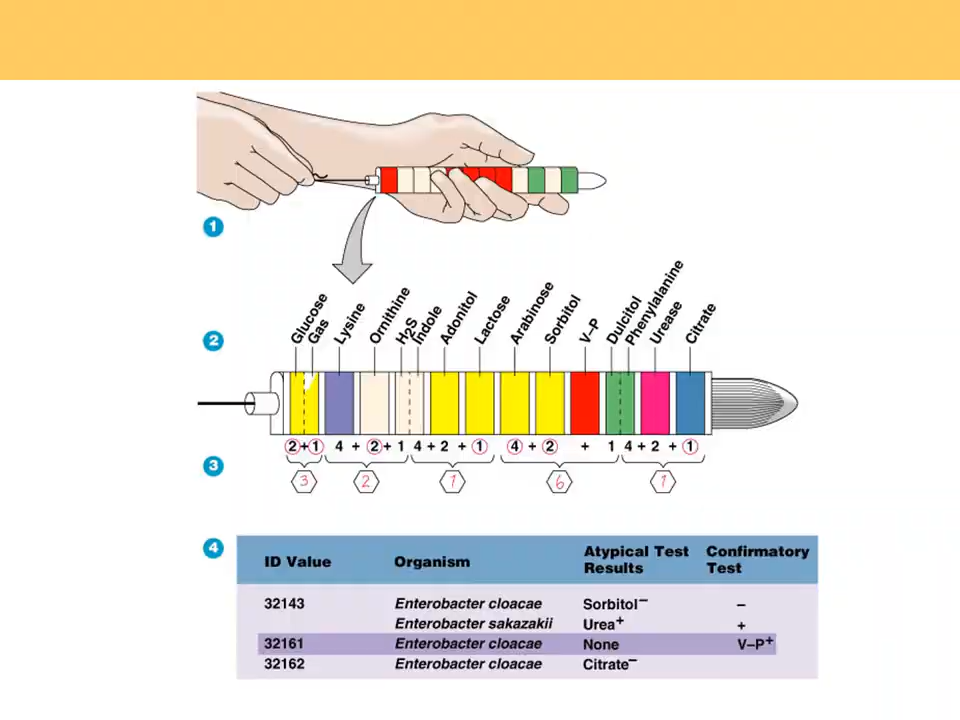 1
2
Glucose
Gas
Lysine
Ornithine
H2S
Indole
Adonitol
Lactose
Arabinose
Sorbitol
V–P
Dulcitol
Phenylalanine
Urease
Citrate
3
2+1 4 + 2+ 1 4 + 2 + 1 4 + 2 + 1 4 + 2 + 1
3 2 1 6 1
4
ID Value Organism Atypical Test Results Confirmatory Test
32143 Enterobacter cloacae Sorbitol– –
Enterobacter sakazakii Urea+ +
32161 Enterobacter cloacae None V–P+
32162 Enterobacter cloacae Citrate–